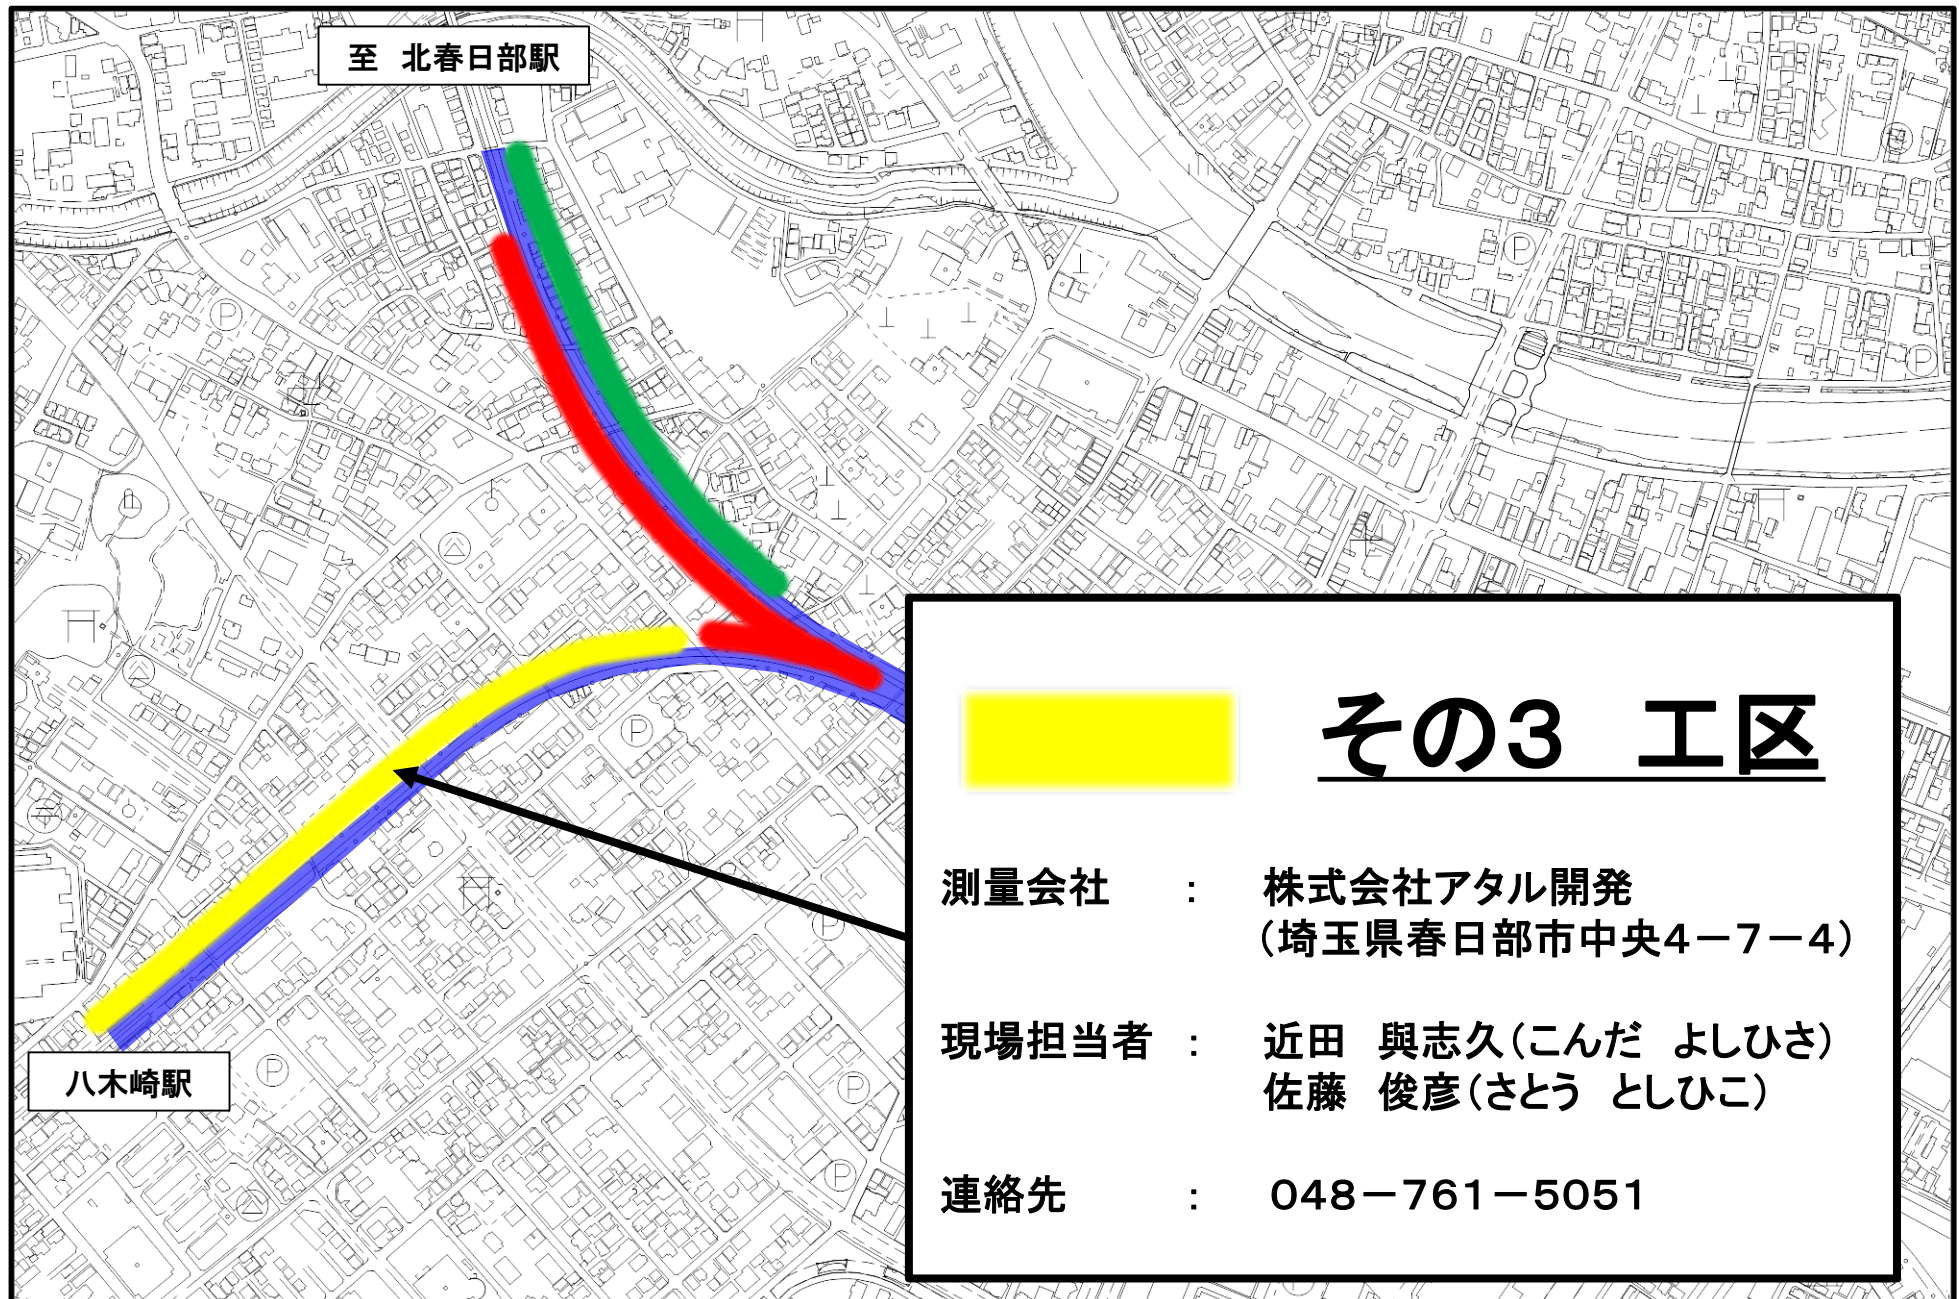 至　北春日部駅
その３　工区
測量会社　：　株式会社アタル開発
（埼玉県春日部市中央４－７－４）
現場担当者　：　近田　與志久（こんだ　よしひさ）
佐藤　俊彦（さとう　としひこ）
連絡先　：　０４８－７６１－５０５１
八木崎駅
Ⓟ
Ⓟ
Ⓟ
Ⓟ
Ⓟ
Ⓟ
Ⓟ
Ⓟ